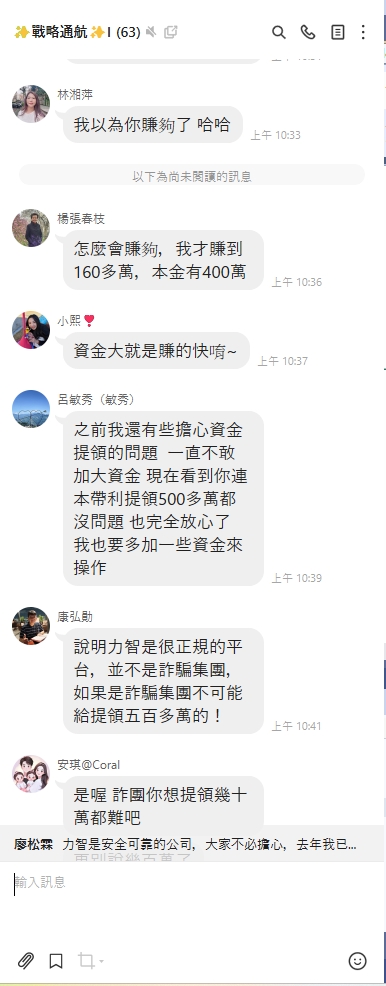 ✨戰略通航✨I (63)
林湘萍
我以為你賺夠了 哈哈
上午 10:33
以下為尚未閱讀的訊息
楊張春枝
怎麼會賺夠，我才賺到
160多萬，本金有400萬
上午 10:36
小熙❣️
資金大就是賺的快唷~
上午 10:37
呂敏秀（敏秀）
之前我還有些擔心資金
提領的問題 一直不敢
加大資金 現在看到你連
本帶利提領500多萬都
沒問題 也完全放心了
我也要多加一些資金來
操作
上午 10:39
康弘勛
說明力智是很正規的平
台，並不是詐騙集團，
如果是詐騙集團不可能
給提領五百多萬的！
上午 10:41
安琪@Coral
是喔 詐團你想提領幾十
萬都難吧
廖松霖 力智是安全可靠的公司，大家不必擔心，去年我已...
更別說幾百萬了
輸入訊息